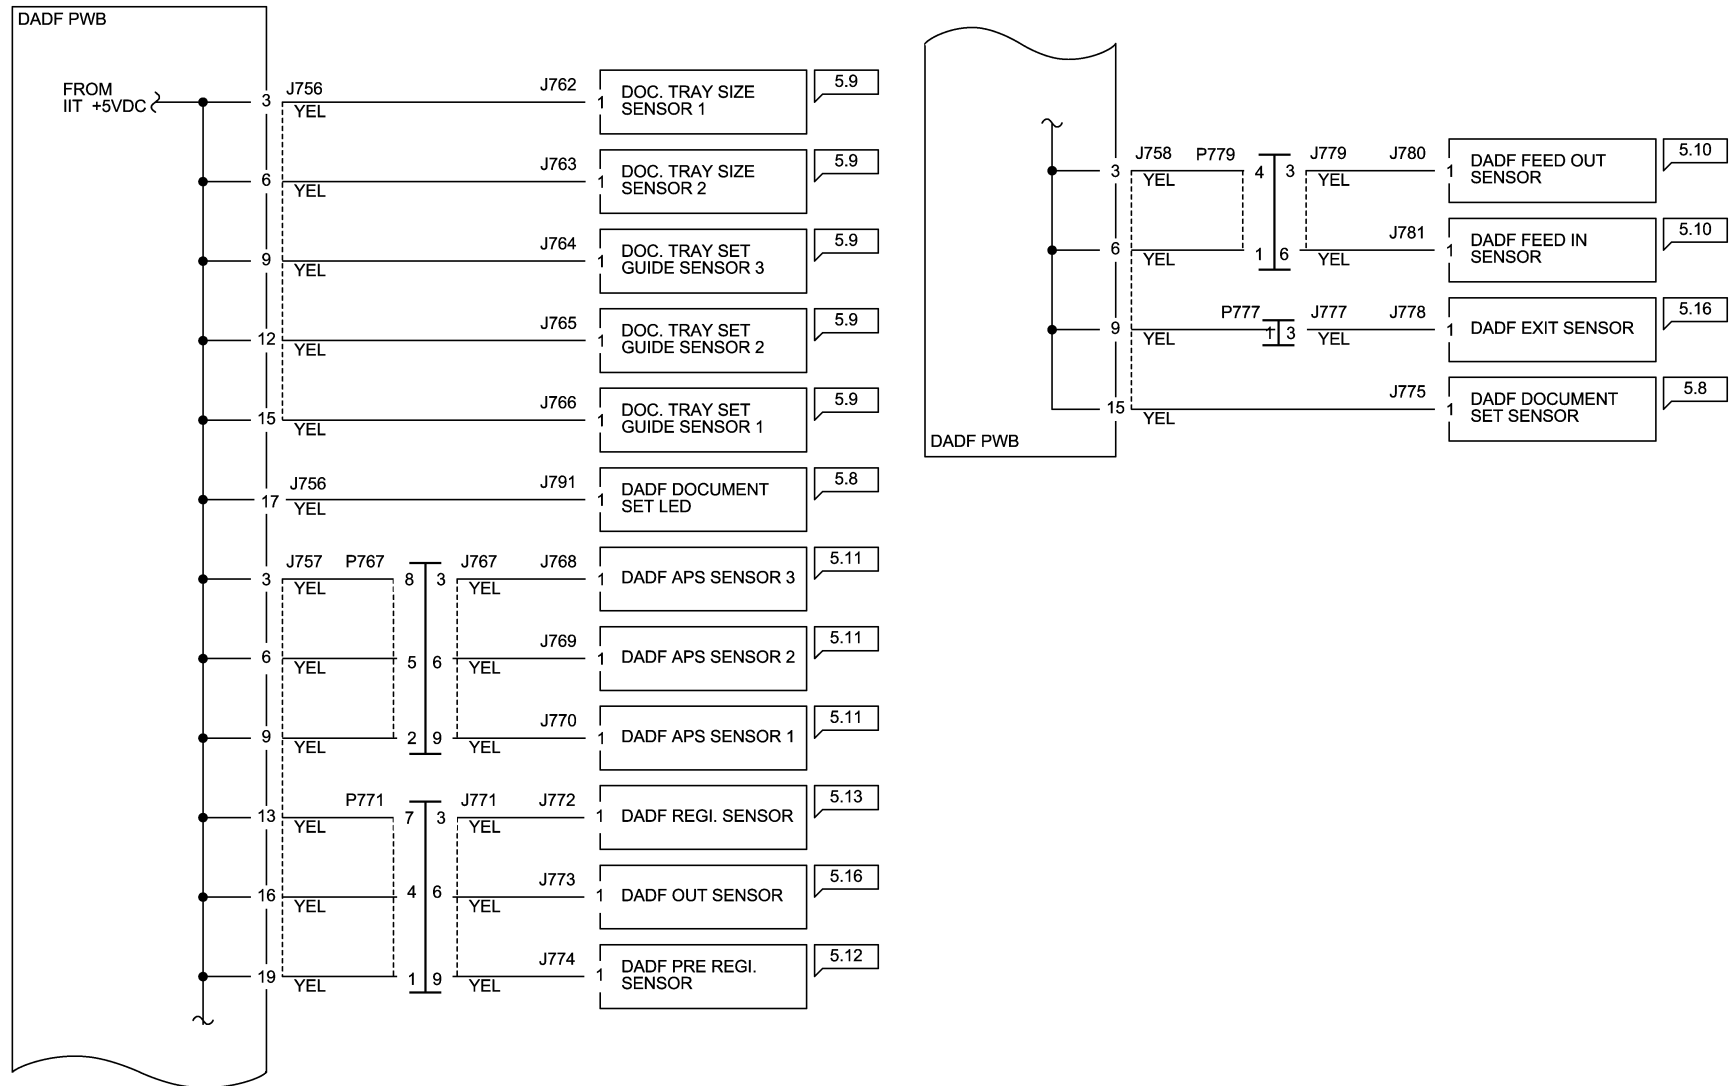 DADF PWB
FROM
IIT +5VDC
3 J756 J762 1
YEL
DOC. TRAY SIZE
SENSOR 1
5.9
6 J763 1
YEL
DOC. TRAY SIZE
SENSOR 2
5.9
9 J764 1
YEL
DOC. TRAY SET
GUIDE SENSOR 3
5.9
12 J765 1
YEL
DOC. TRAY SET
GUIDE SENSOR 2
5.9
15 J766 1
YEL
DOC. TRAY SET
GUIDE SENSOR 1
5.9
17 J756 J791 1
YEL
DADF DOCUMENT
SET LED
5.8
3 J757 P767 8 3 J767 J768 1
YEL YEL
DADF APS SENSOR 3
5.11
6 5 6 J769 1
YEL YEL
DADF APS SENSOR 2
5.11
9 2 9 J770 1
YEL YEL
DADF APS SENSOR 1
5.11
13 P771 7 3 J771 J772 1
YEL YEL
DADF REGI. SENSOR
5.13
16 4 6 J773 1
YEL YEL
DADF OUT SENSOR
5.16
19 1 9 J774 1
YEL YEL
DADF PRE REGI.
SENSOR
5.12
3 J758 P779 4 3 J779 J780 1
YEL YEL
DADF FEED OUT
SENSOR
5.10
6 1 6 J781 1
YEL YEL
DADF FEED IN
SENSOR
5.10
9 P777 1 3 J777 J778 1
YEL YEL
DADF EXIT SENSOR
5.16
15 J775 1
YEL
DADF DOCUMENT
SET SENSOR
5.8
DADF PWB